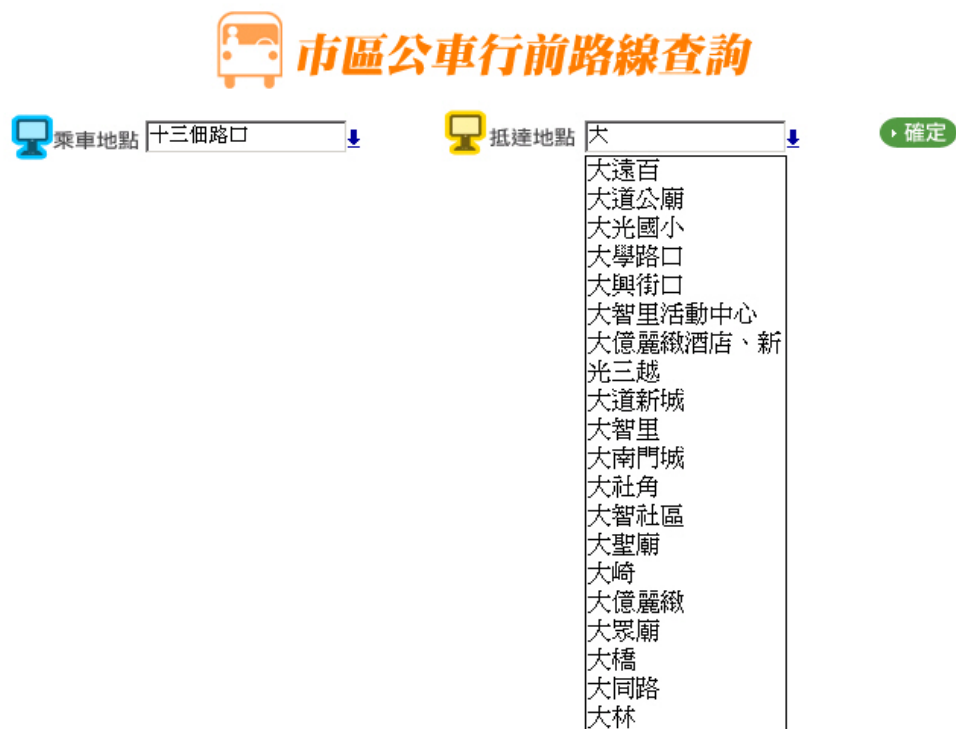 市區公車行前路線查詢
乘車地點 十三佃路口 抵達地點 大 確定
大遠百
大道公廟
大光國小
大學路口
大興街口
大智里活動中心
大億麗緻酒店、新
光三越
大道新城
大智里
大南門城
大社角
大智社區
大聖廟
大崎
大億麗緻
大眾廟
大橋
大同路
大林